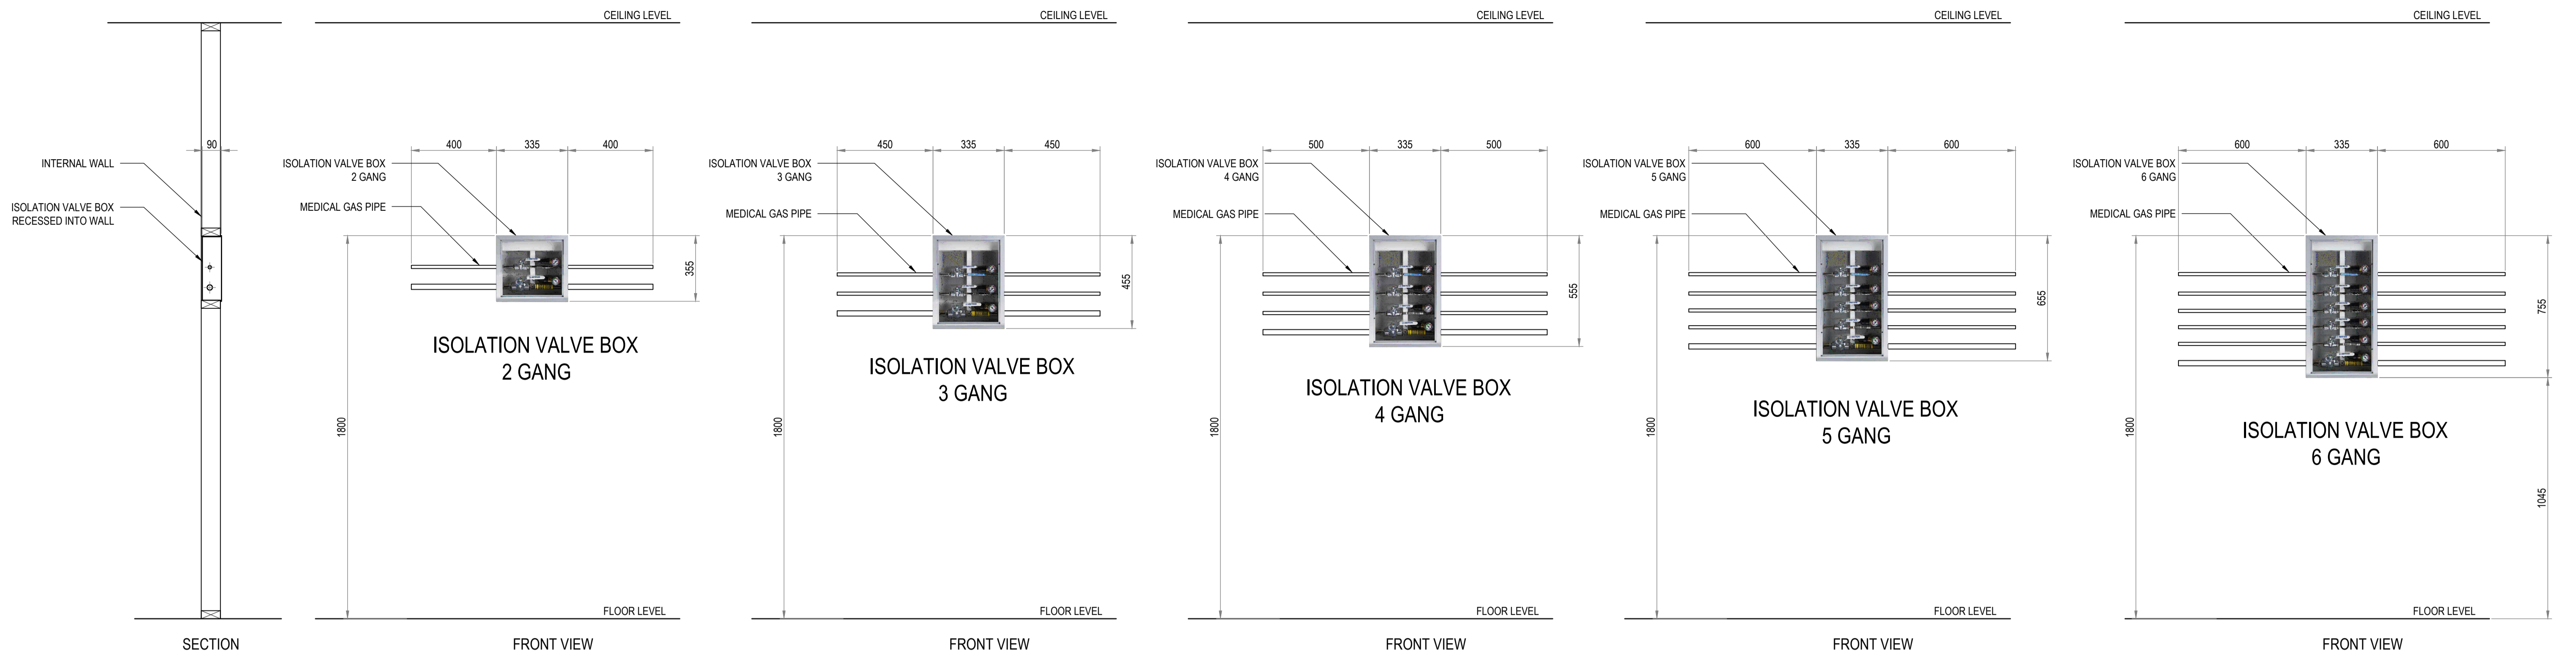 CEILING LEVEL
90
INTERNAL WALL
ISOLATION VALVE BOX
RECESSED INTO WALL
SECTION
400
335
400
ISOLATION VALVE BOX
2 GANG
MEDICAL GAS PIPE
355
1800
ISOLATION VALVE BOX
2 GANG
FLOOR LEVEL
FRONT VIEW
CEILING LEVEL
450
335
450
ISOLATION VALVE BOX
3 GANG
MEDICAL GAS PIPE
455
1800
ISOLATION VALVE BOX
3 GANG
FLOOR LEVEL
FRONT VIEW
CEILING LEVEL
500
335
500
ISOLATION VALVE BOX
4 GANG
MEDICAL GAS PIPE
555
1800
ISOLATION VALVE BOX
4 GANG
FLOOR LEVEL
FRONT VIEW
CEILING LEVEL
600
335
600
ISOLATION VALVE BOX
5 GANG
MEDICAL GAS PIPE
655
1800
ISOLATION VALVE BOX
5 GANG
FLOOR LEVEL
FRONT VIEW
CEILING LEVEL
600
335
600
ISOLATION VALVE BOX
6 GANG
MEDICAL GAS PIPE
755
1800
ISOLATION VALVE BOX
6 GANG
1045
FLOOR LEVEL
FRONT VIEW